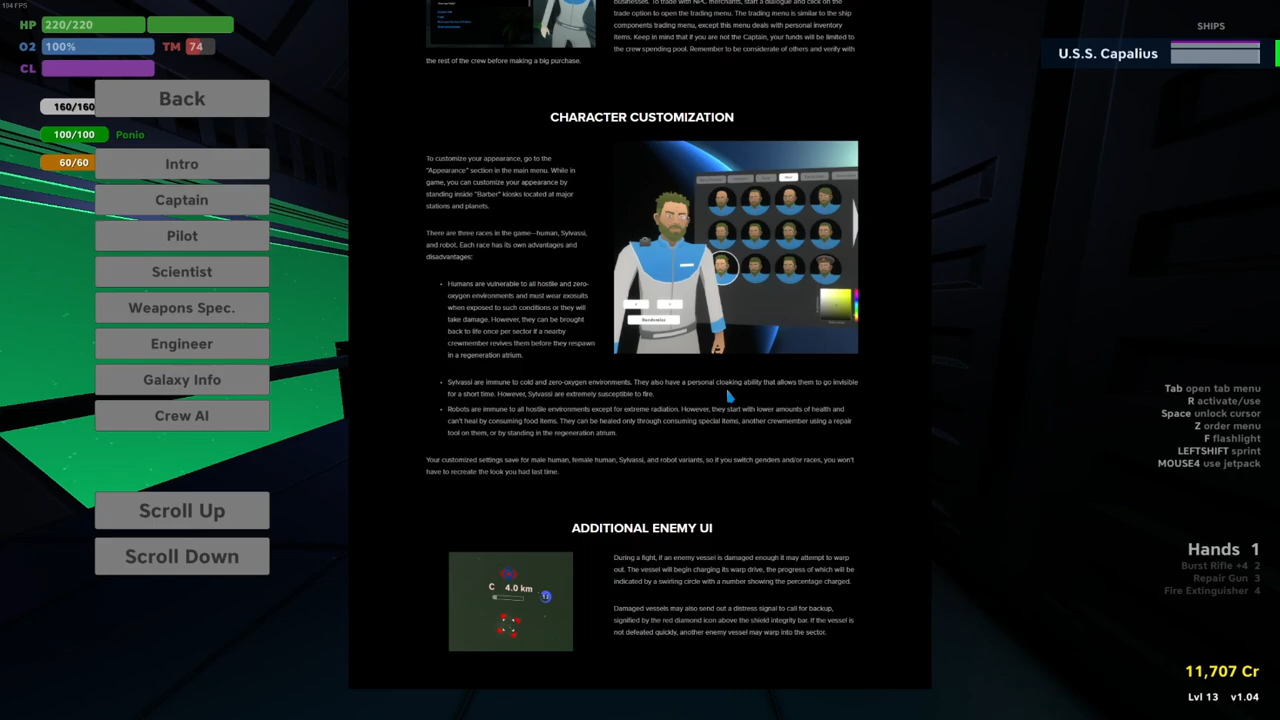 104 FPS
HP 220/220
O2 100% TM 74
CL
160/160
100/100 Ponio
60/60
Back
Intro
Captain
Pilot
Scientist
Weapons Spec.
Engineer
Galaxy Info
Crew AI
Scroll Up
Scroll Down
businesses. To trade with NPC merchants, start a dialogue and click on the
trade option to open the trading menu. The trading menu is similar to the ship
components trading menu, except this menu deals with personal inventory
items. Keep in mind that if you are not the Captain, your funds will be limited to
the crew spending pool. Remember to be considerate of others and verify with
the rest of the crew before making a big purchase.
CHARACTER CUSTOMIZATION
To customize your appearance, go to the
"Appearance" section in the main menu. While in
game, you can customize your appearance by
standing inside "Barber" kiosks located at major
stations and planets.
There are three races in the game—human, Sylvassi,
and robot. Each race has its own advantages and
disadvantages:
• Humans are vulnerable to all hostile and zero-
oxygen environments and must wear exosuits
when exposed to such conditions or they will
take damage. However, they can be brought
back to life once per sector if a nearby
crewmember revives them before they respawn
in a regeneration atrium.
Randomize
• Sylvassi are immune to cold and zero-oxygen environments. They also have a personal cloaking ability that allows them to go invisible
for a short time. However, Sylvassi are extremely susceptible to fire.
• Robots are immune to all hostile environments except for extreme radiation. However, they start with lower amounts of health and
can't heal by consuming food items. They can be healed only through consuming special items, another crewmember using a repair
tool on them, or by standing in the regeneration atrium.
Your customized settings save for male human, female human, Sylvassi, and robot variants, so if you switch genders and/or races, you won't
have to recreate the look you had last time.
ADDITIONAL ENEMY UI
C 4.0 km
During a fight, if an enemy vessel is damaged enough it may attempt to warp
out. The vessel will begin charging its warp drive, the progress of which will be
indicated by a swirling circle with a number showing the percentage charged.
Damaged vessels may also send out a distress signal to call for backup,
signified by the red diamond icon above the shield integrity bar. If the vessel is
not defeated quickly, another enemy vessel may warp into the sector.
SHIPS
U.S.S. Capalius
Tab open tab menu
R activate/use
Space unlock cursor
Z order menu
F flashlight
LEFTSHIFT sprint
MOUSE4 use jetpack
Hands 1
Burst Rifle +4 2
Repair Gun 3
Fire Extinguisher 4
11,707 Cr
Lvl 13 v1.04